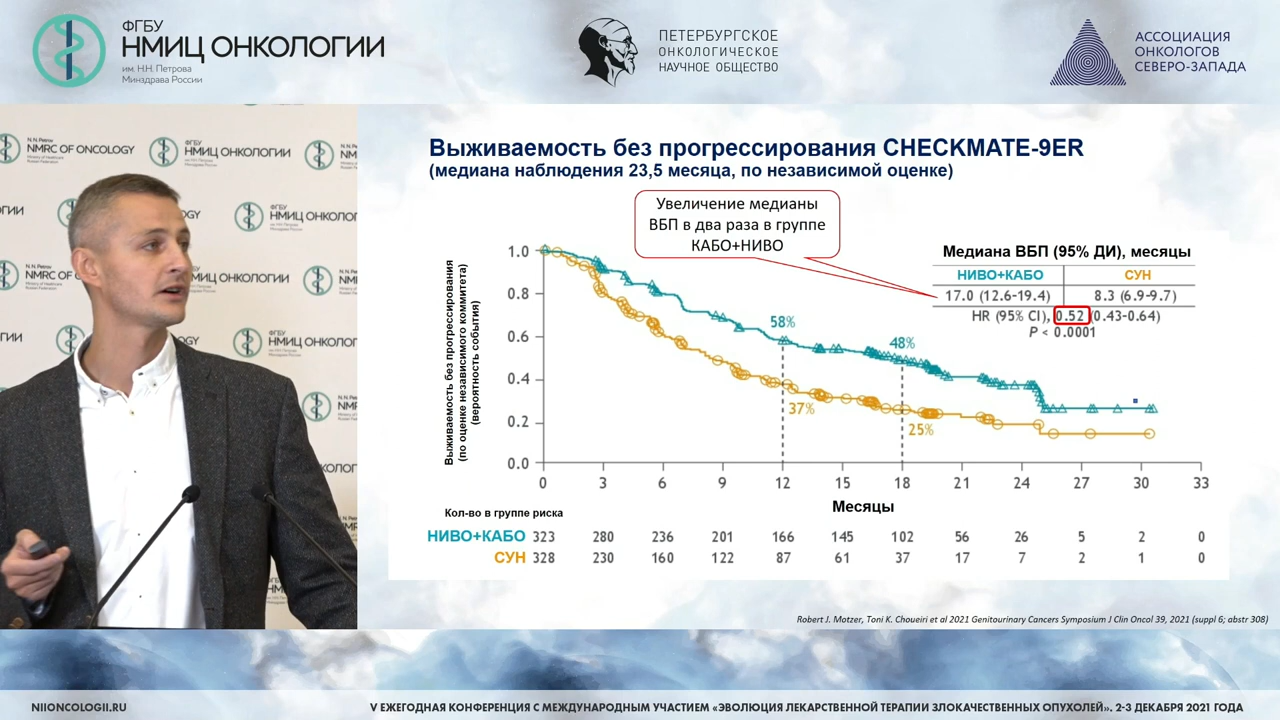 ФГБУ
НМИЦ ОНКОЛОГИИ
им. Н.Н. Петрова
Минздрава России
ПЕТЕРБУРГСКОЕ
ОНКОЛОГИЧЕСКОЕ
НАУЧНОЕ ОБЩЕСТВО
АССОЦИАЦИЯ
ОНКОЛОГОВ
СЕВЕРО-ЗАПАДА
N.N. Petrov
NMRC OF ONCOLOGY
ФГБУ
НМИЦ ОНКОЛОГИИ
Выживаемость без прогрессирования CHECKMATE-9ER
(медиана наблюдения 23,5 месяца, по независимой оценке)
Увеличение медианы
ВБП в два раза в группе
КАБО+НИВО
Медиана ВБП (95% ДИ), месяцы
НИВО+КАБО СУН
17.0 (12.6-19.4) 8.3 (6.9-9.7)
HR (95% CI), 0.52 (0.43-0.64)
P < 0.0001
Выживаемость без прогрессирования
(по оценке независимого коммитета)
(вероятность события)
1.0
0.8
0.6
0.4
0.2
0.0
58%
48%
37%
25%
0 3 6 9 12 15 18 21 24 27 30 33
Месяцы
Кол-во в группе риска
НИВО+КАБО 323 280 236 201 166 145 102 56 26 5 2 0
СУН 328 230 160 122 87 61 37 17 7 2 1 0
Robert J. Motzer, Toni K. Choueiri et al 2021 Genitourinary Cancers Symposium J Clin Oncol 39, 2021 (suppl 6; abstr 308)
NIIONCOLOGII.RU
V ЕЖЕГОДНАЯ КОНФЕРЕНЦИЯ С МЕЖДУНАРОДНЫМ УЧАСТИЕМ «ЭВОЛЮЦИЯ ЛЕКАРСТВЕННОЙ ТЕРАПИИ ЗЛОКАЧЕСТВЕННЫХ ОПУХОЛЕЙ». 2-3 ДЕКАБРЯ 2021 ГОДА